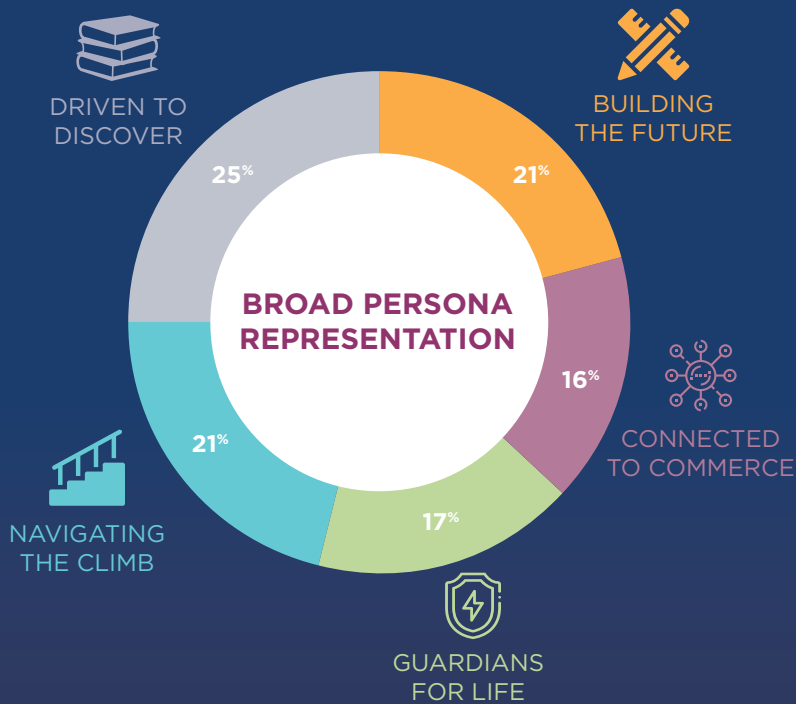 DRIVEN TO
DISCOVER
25%
BUILDING
THE FUTURE
21%
BROAD PERSONA
REPRESENTATION
16%
CONNECTED
TO COMMERCE
21%
NAVIGATING
THE CLIMB
17%
GUARDIANS
FOR LIFE